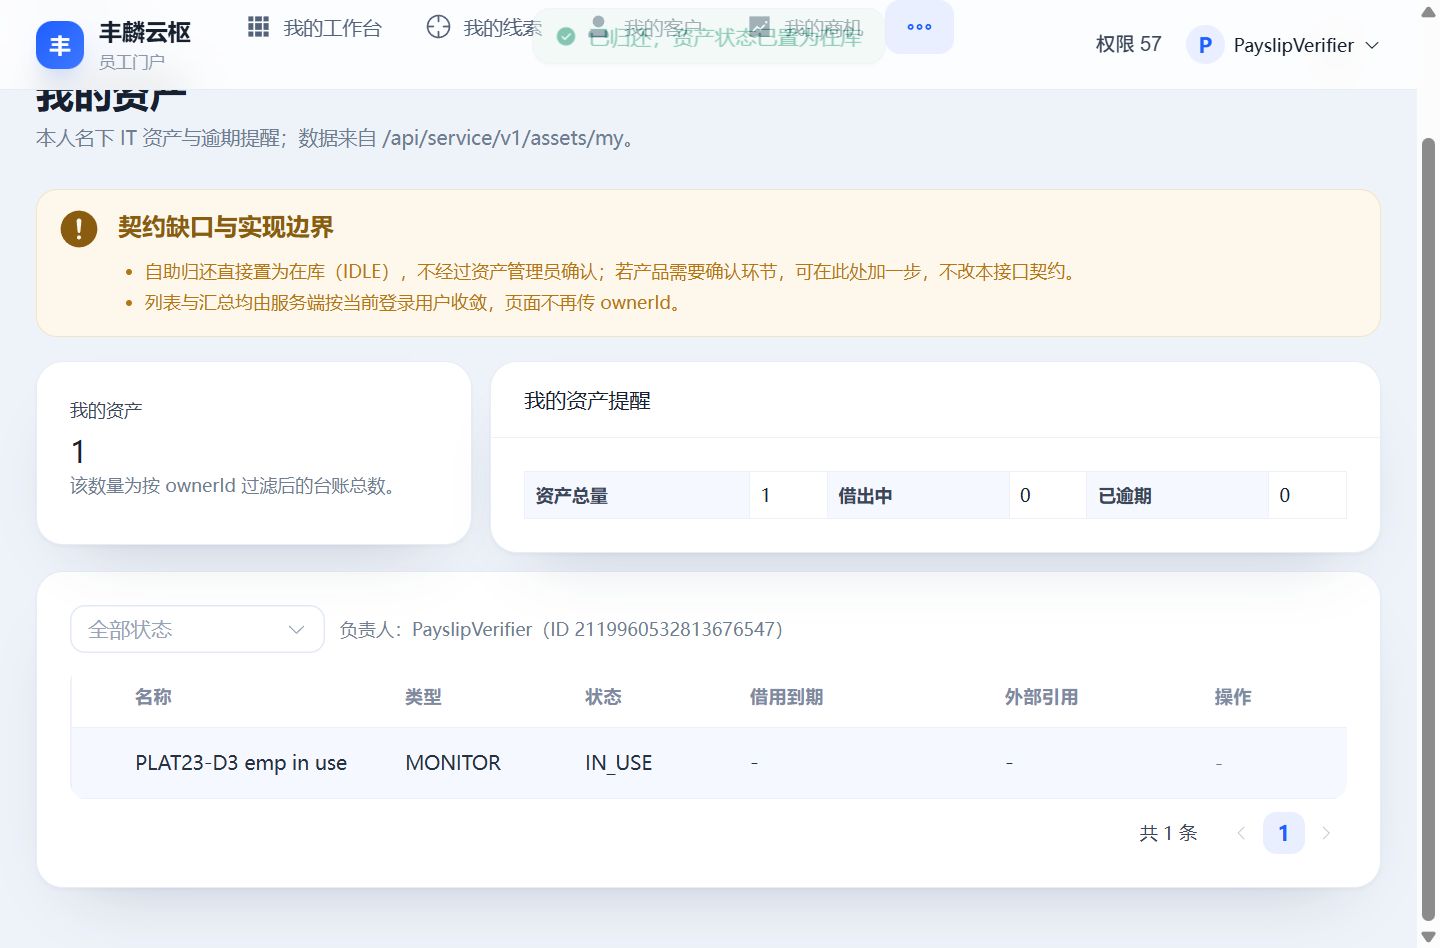 丰 丰麟云枢
员工门户
我的工作台
我的线索
我的客户
我的商机
已归还，资产状态已置为在库
权限 57
P PayslipVerifier
我的资产
本人名下 IT 资产与逾期提醒；数据来自 /api/service/v1/assets/my。
契约缺口与实现边界
自助归还直接置为在库（IDLE），不经过资产管理员确认；若产品需要确认环节，可在此处加一步，不改本接口契约。
列表与汇总均由服务端按当前登录用户收敛，页面不再传 ownerId。
我的资产
1
该数量为按 ownerId 过滤后的台账总数。
我的资产提醒
资产总量 1 借出中 0 已逾期 0
全部状态 负责人：PayslipVerifier（ID 2119960532813676547）
名称 类型 状态 借用到期 外部引用 操作
PLAT23-D3 emp in use MONITOR IN_USE - - -
共 1 条 1